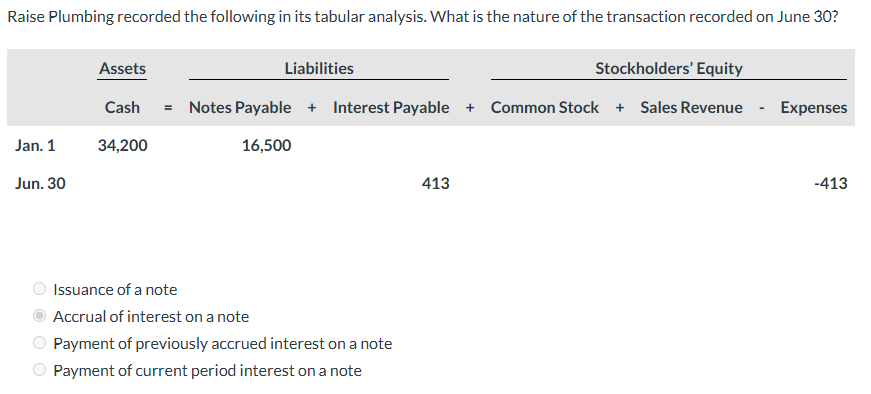 Raise Plumbing recorded the following in its tabular analysis. What is the nature of the transaction recorded on June 30?
Assets Liabilities Stockholders' Equity
Cash = Notes Payable + Interest Payable + Common Stock + Sales Revenue - Expenses
Jan. 1 34,200 16,500
Jun. 30 413 -413
Issuance of a note
Accrual of interest on a note
Payment of previously accrued interest on a note
Payment of current period interest on a note